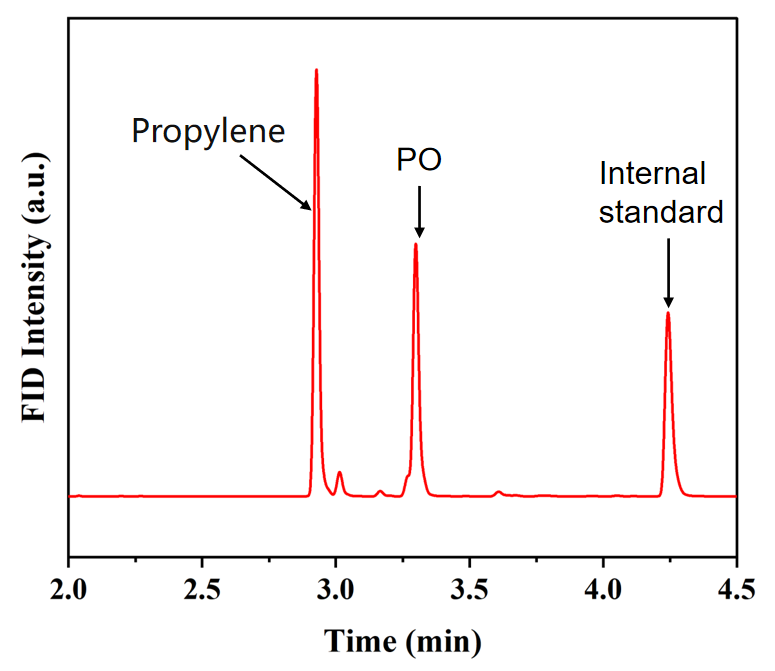 Propylene
PO
Internal
standard
FID Intensity (a.u.)
2.0 2.5 3.0 3.5 4.0 4.5
Time (min)